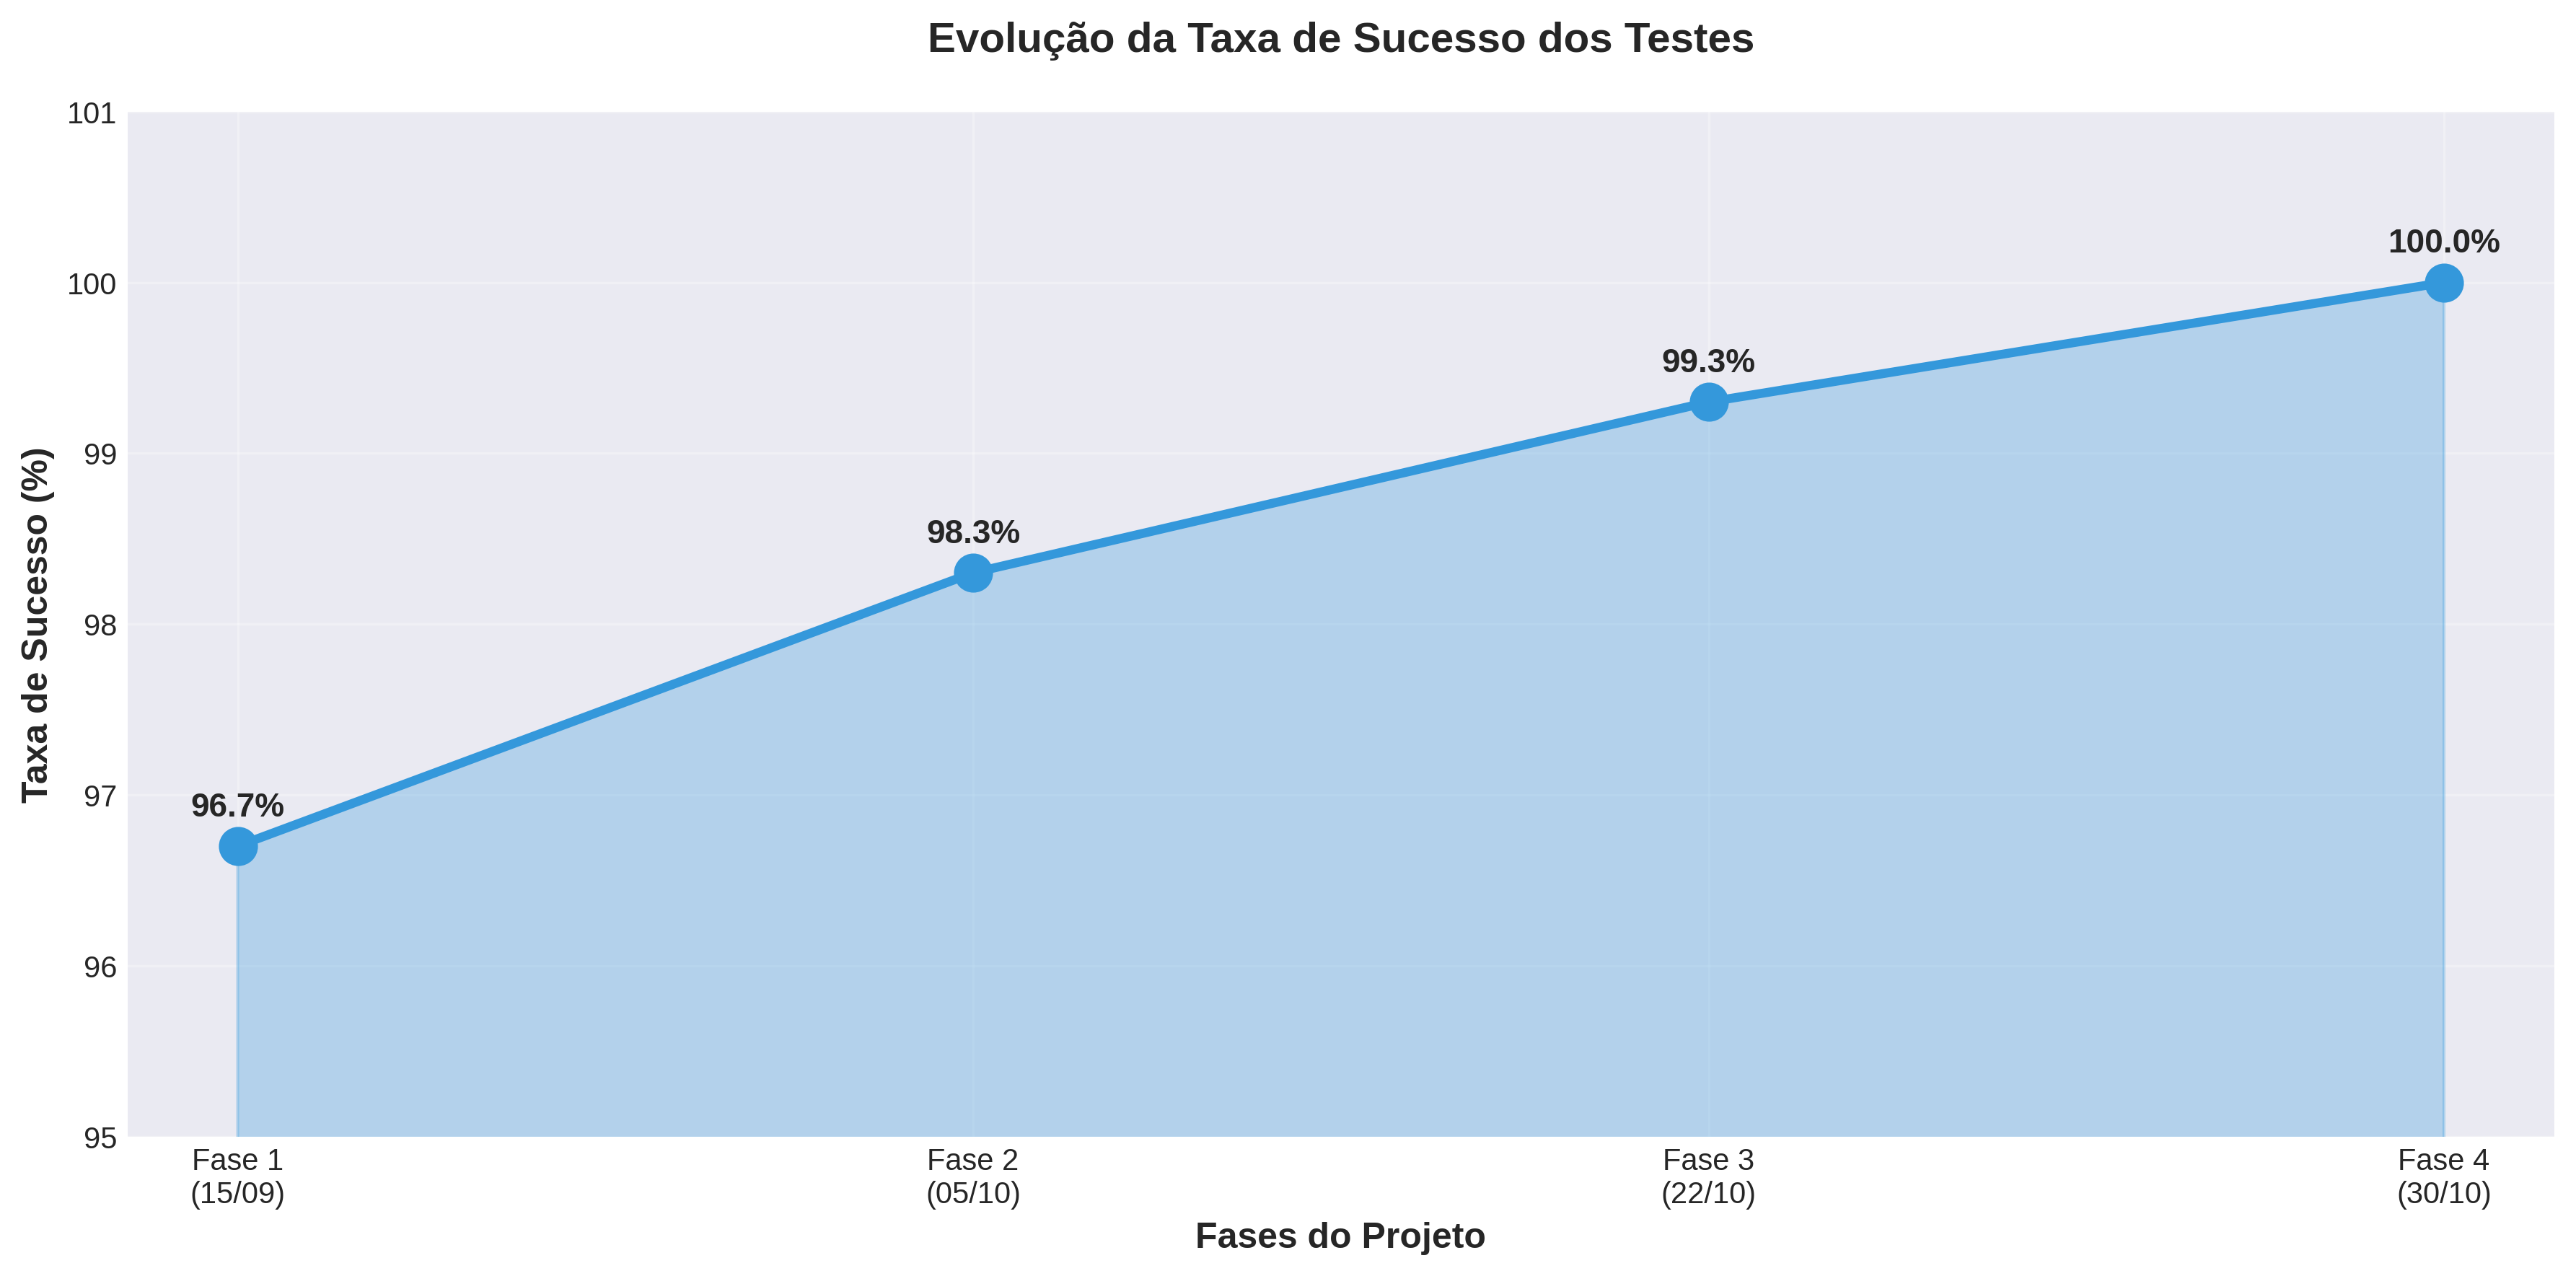 Evolução da Taxa de Sucesso dos Testes
Taxa de Sucesso (%)
101
100
99
98
97
96
95
96.7%
98.3%
99.3%
100.0%
Fase 1
(15/09)
Fase 2
(05/10)
Fase 3
(22/10)
Fase 4
(30/10)
Fases do Projeto